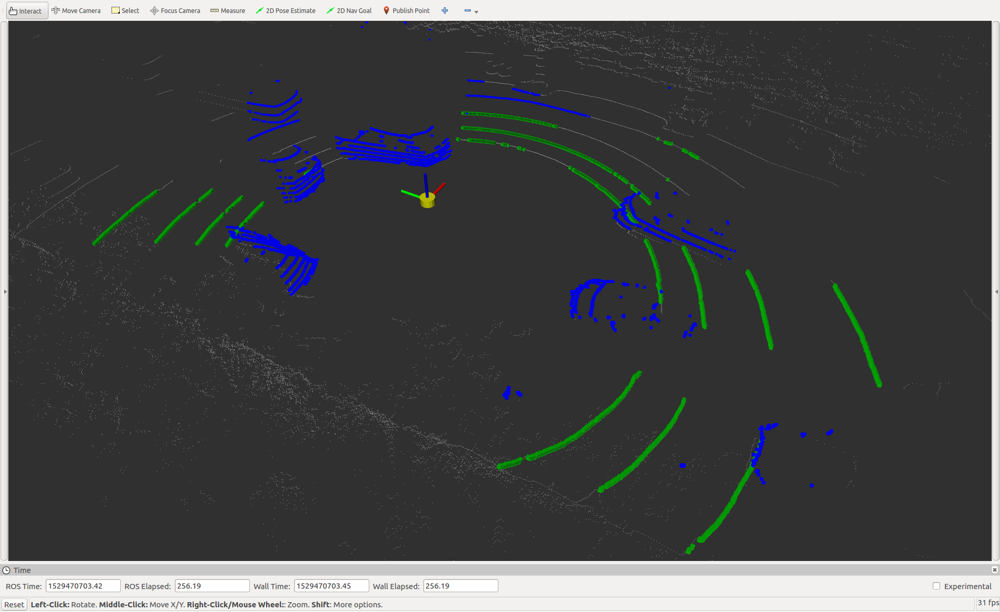 Interact Move Camera Select Focus Camera Measure 2D Pose Estimate 2D Nav Goal Publish Point
Time
ROS Time: 1529470703.42 ROS Elapsed: 256.19 Wall Time: 1529470703.45 Wall Elapsed: 256.19 Experimental
Reset Left-Click: Rotate. Middle-Click: Move X/Y. Right-Click/Mouse Wheel:: Zoom. Shift: More options. 31 fps